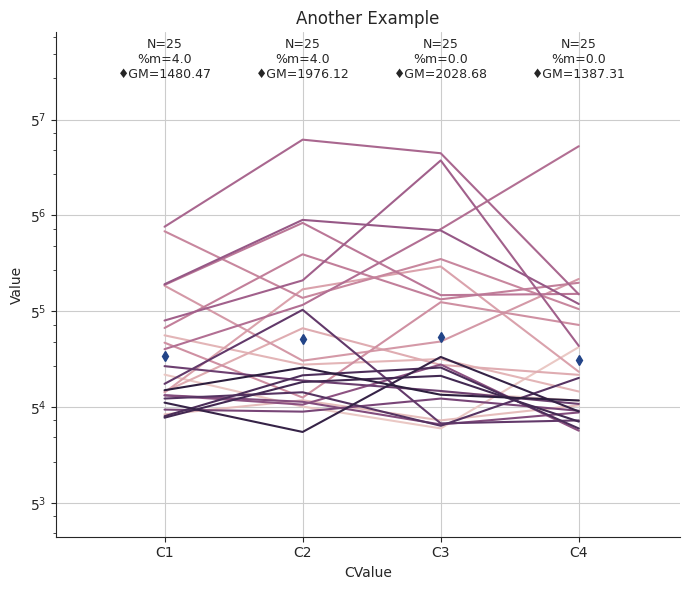 Another Example
N=25 N=25 N=25 N=25
%m=4.0 %m=4.0 %m=0.0 %m=0.0
♦GM=1480.47 ♦GM=1976.12 ♦GM=2028.68 ♦GM=1387.31
5⁷
5⁶
5⁵
5⁴
5³
Value
C1 C2 C3 C4
CValue